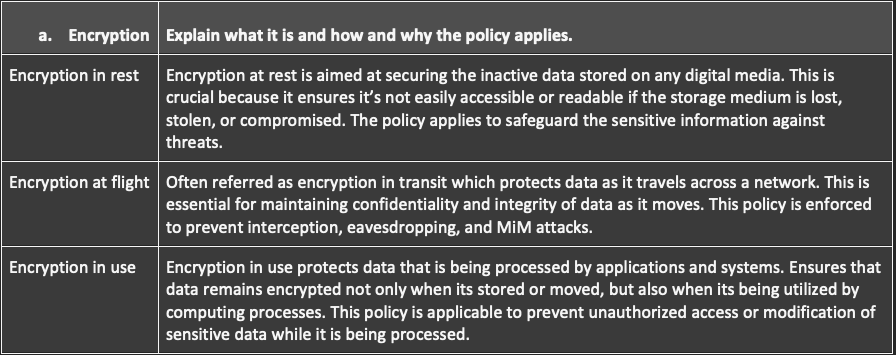 a. Encryption
Explain what it is and how and why the policy applies.
Encryption in rest
Encryption at rest is aimed at securing the inactive data stored on any digital media. This is
crucial because it ensures it's not easily accessible or readable if the storage medium is lost,
stolen, or compromised. The policy applies to safeguard the sensitive information against
threats.
Encryption at flight
Often referred as encryption in transit which protects data as it travels across a network. This is
essential for maintaining confidentiality and integrity of data as it moves. This policy is enforced
to prevent interception, eavesdropping, and MiM attacks.
Encryption in use
Encryption in use protects data that is being processed by applications and systems. Ensures that
data remains encrypted not only when its stored or moved, but also when its being utilized by
computing processes. This policy is applicable to prevent unauthorized access or modification of
sensitive data while it is being processed.